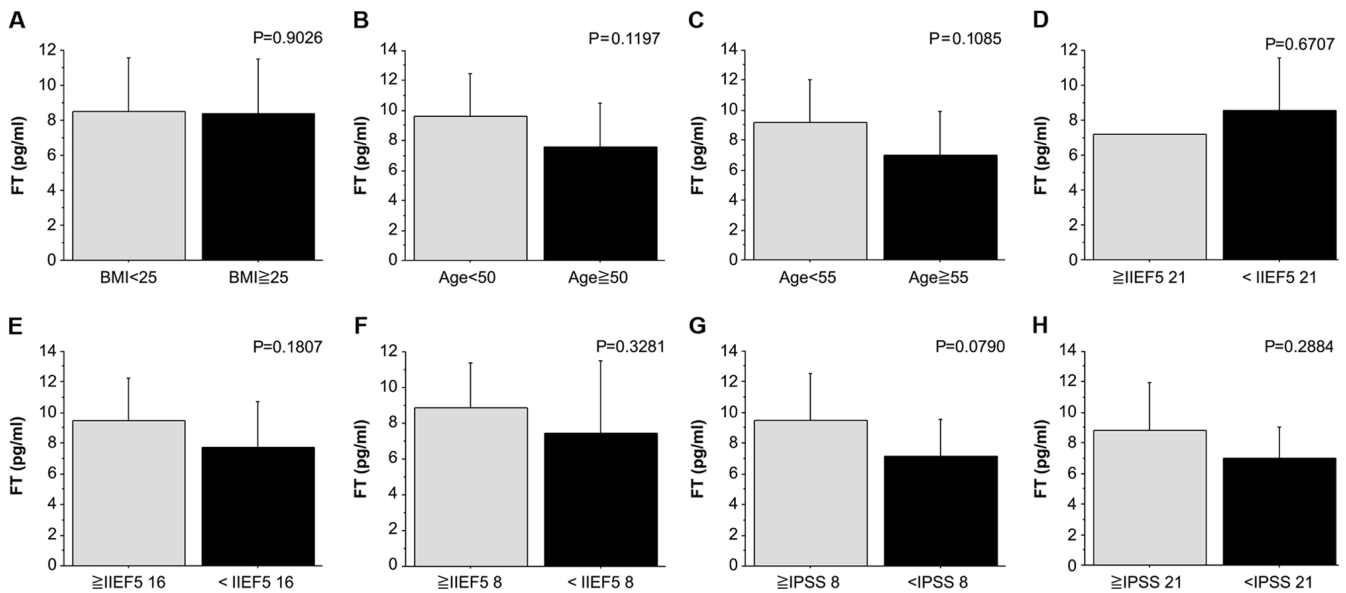 A
P=0.9026
FT (pg/ml)
12
10
8
6
4
2
0
BMI<25 BMI≧25
B
P=0.1197
FT (pg/ml)
14
12
10
8
6
4
2
0
Age<50 Age≧50
C
P=0.1085
FT (pg/ml)
14
12
10
8
6
4
2
0
Age<55 Age≧55
D
P=0.6707
FT (pg/ml)
12
10
8
6
4
2
0
≧IIEF5 21 < IIEF5 21
E
P=0.1807
FT (pg/ml)
14
12
10
8
6
4
2
0
≧IIEF5 16 < IIEF5 16
F
P=0.3281
FT (pg/ml)
12
10
8
6
4
2
0
≧IIEF5 8 < IIEF5 8
G
P=0.0790
FT (pg/ml)
14
12
10
8
6
4
2
0
≧IPSS 8 <IPSS 8
H
P=0.2884
FT (pg/ml)
14
12
10
8
6
4
2
0
≧IPSS 21 <IPSS 21